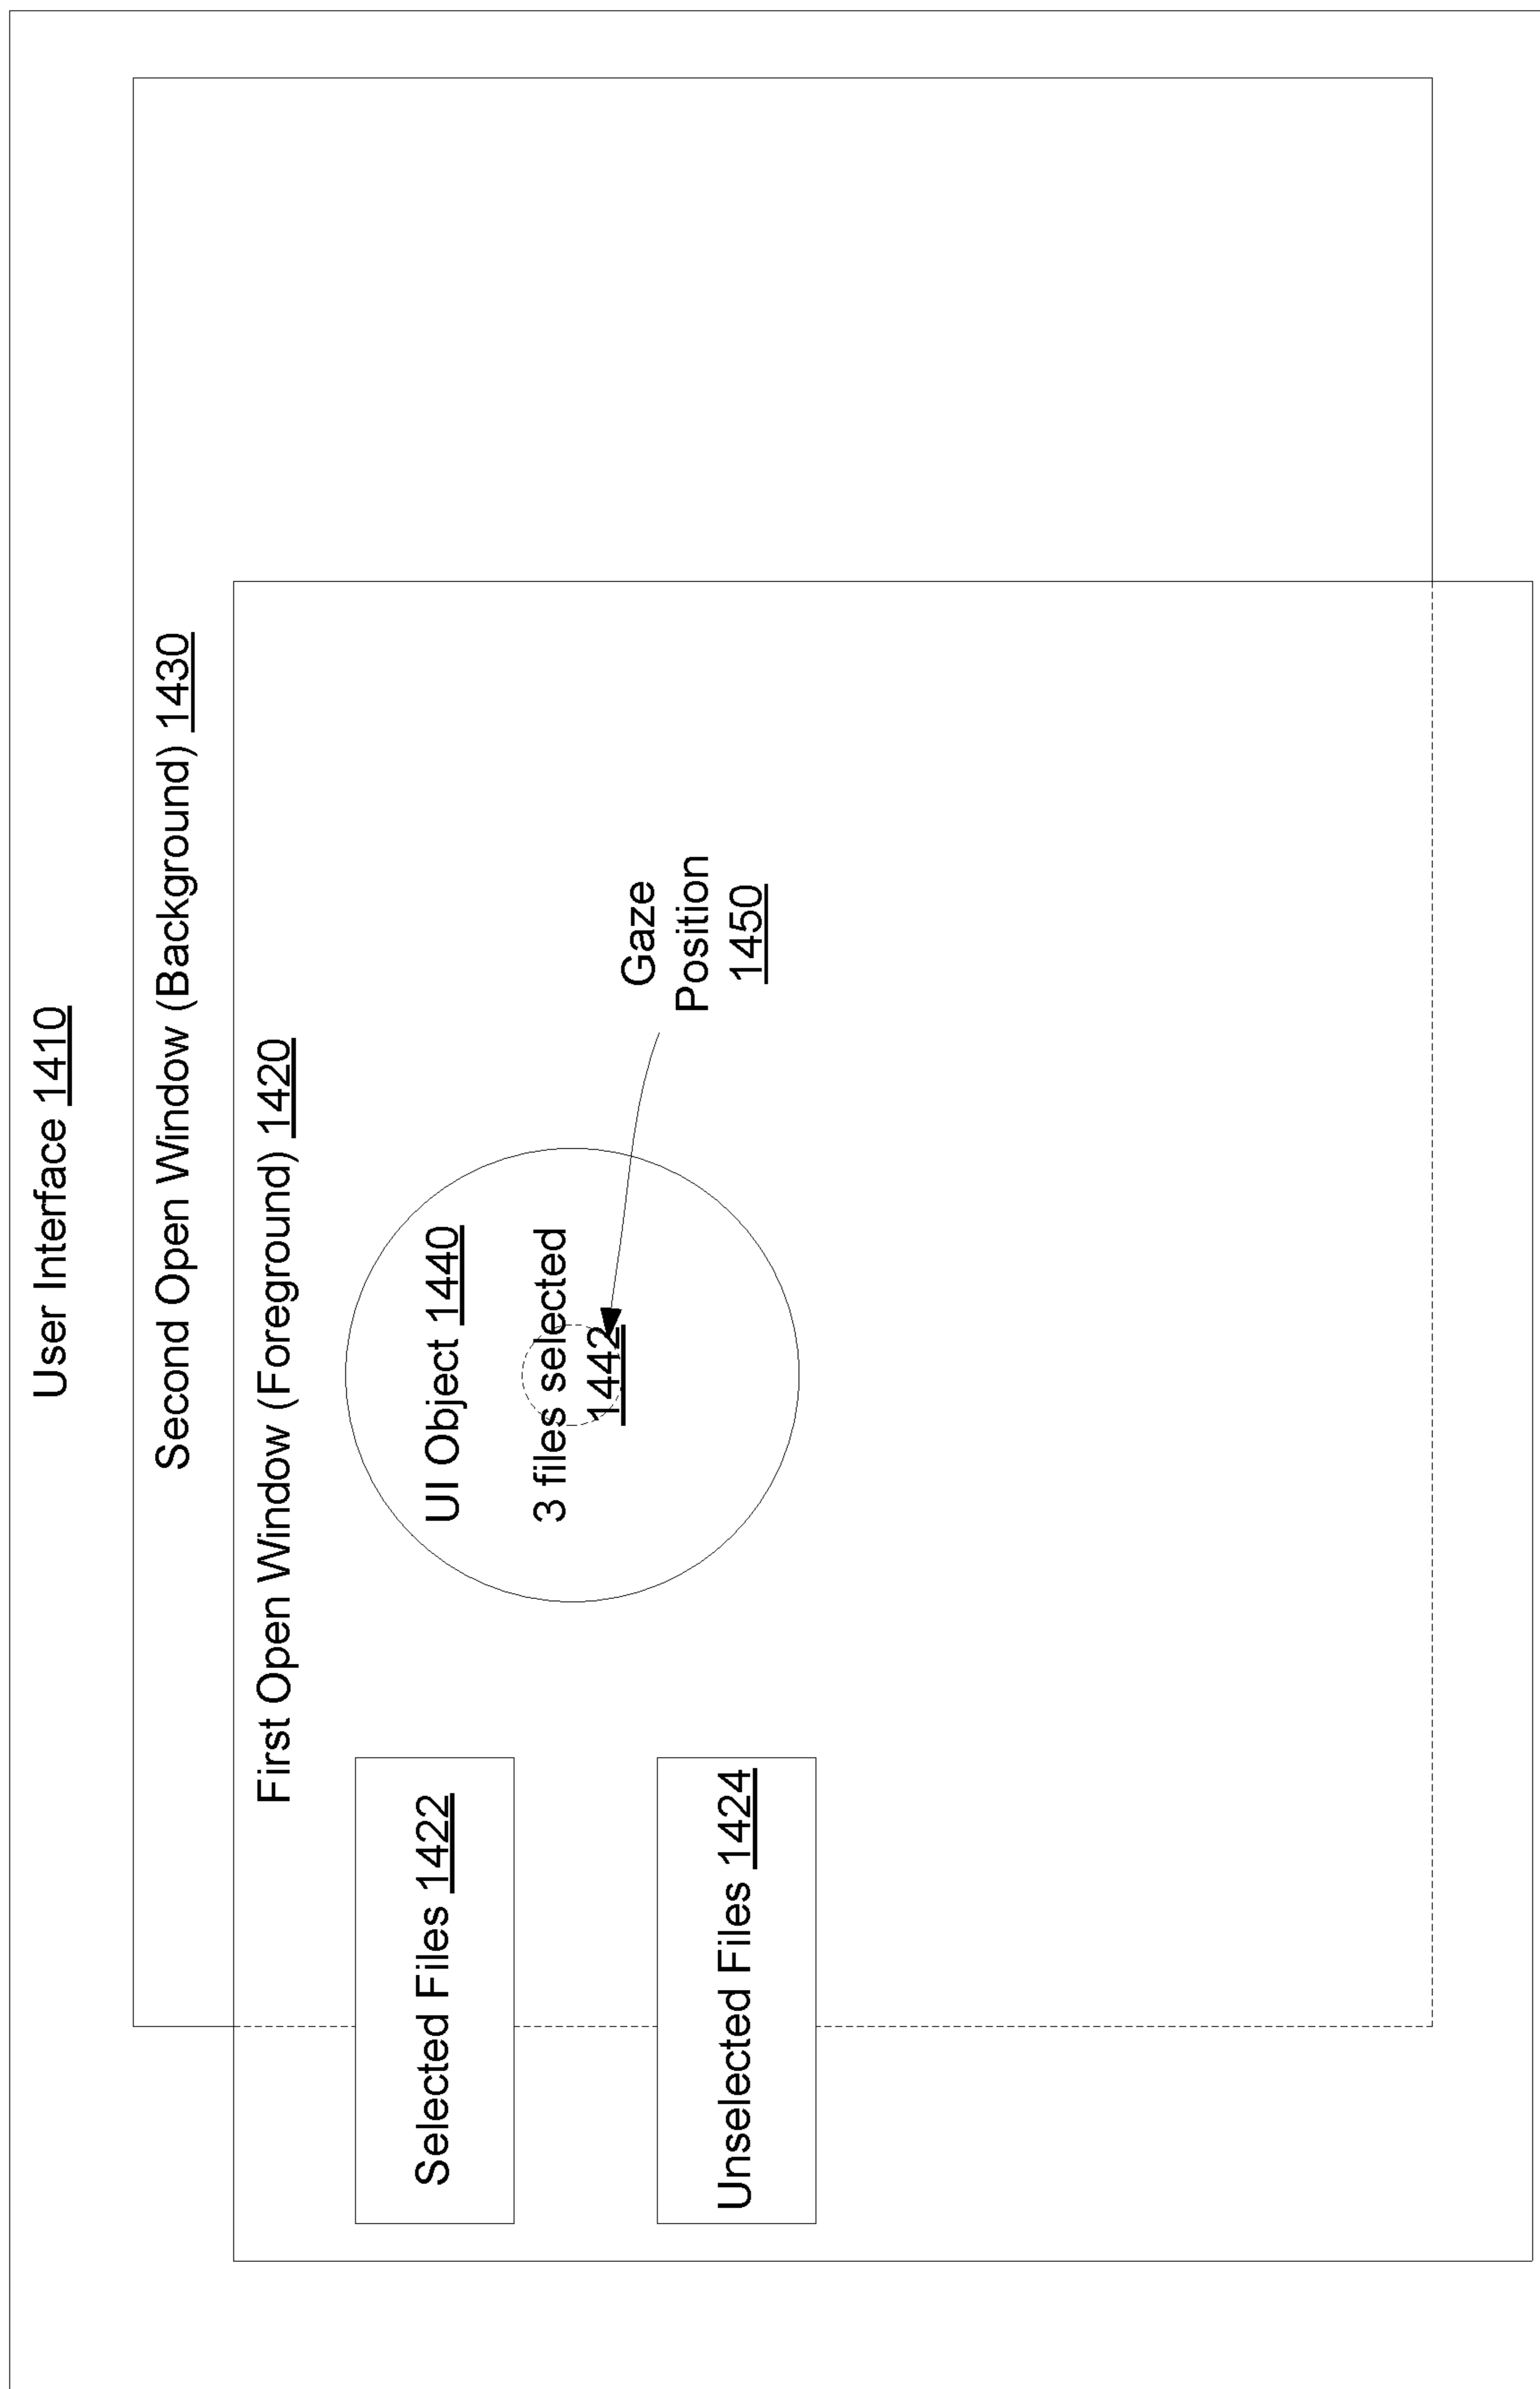 User Interface 1410
Second Open Window (Background) 1430
First Open Window (Foreground) 1420
Selected Files 1422
UI Object 1440
3 files selected
1442
Gaze
Position
1450
Unselected Files 1424